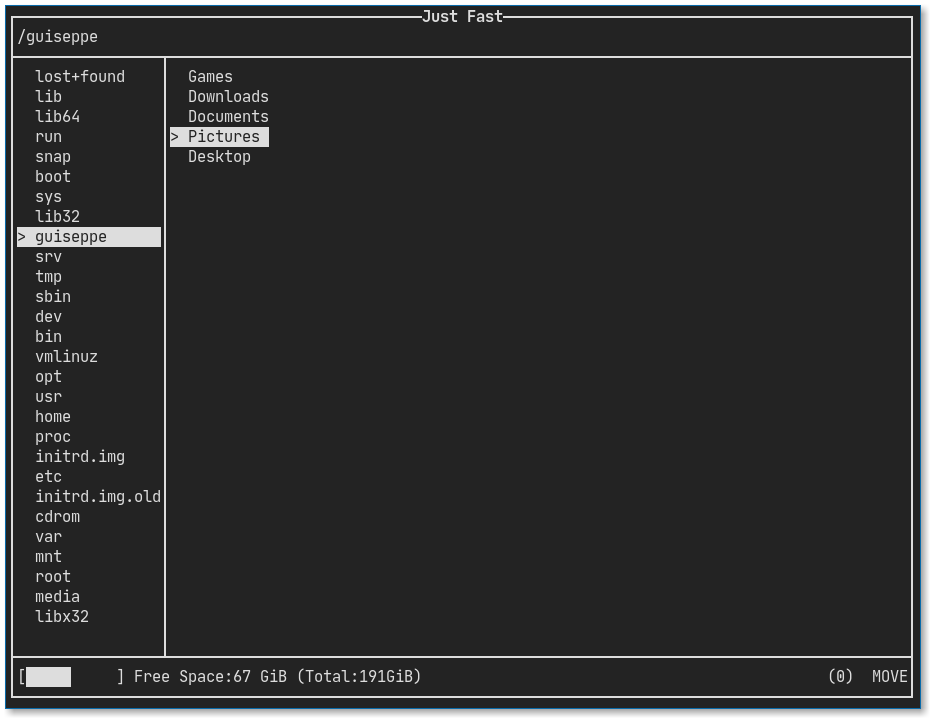 Just Fast
/guiseppe
lost+found
lib
lib64
run
snap
boot
sys
lib32
> guiseppe
srv
tmp
sbin
dev
bin
vmlinuz
opt
usr
home
proc
initrd.img
etc
initrd.img.old
cdrom
var
mnt
root
media
libx32
Games
Downloads
Documents
> Pictures
Desktop
[ ] Free Space:67 GiB (Total:191GiB) (0) MOVE